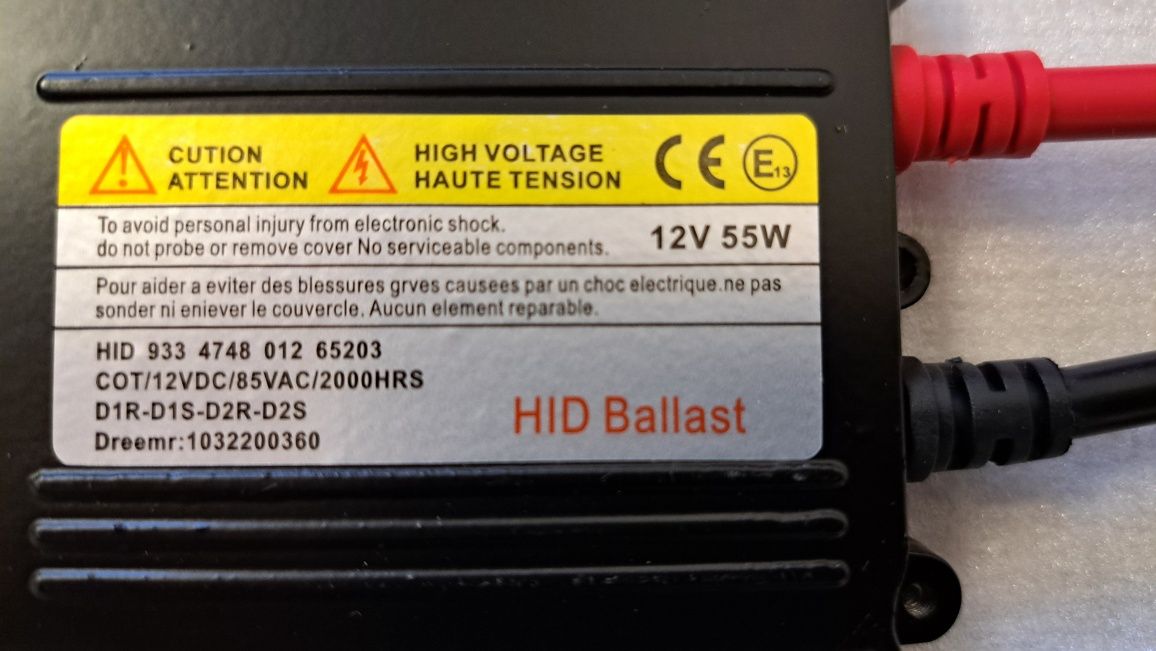 CUTION
ATTENTION
HIGH VOLTAGE
HAUTE TENSION
CE E13
To avoid personal injury from electronic shock.
do not probe or remove cover No serviceable components.
12V 55W
Pour aider a eviter des blessures grves causees par un choc electrique.ne pas
sonder ni eniever le couvercle. Aucun element reparable.
HID 933 4748 012 65203
COT/12VDC/85VAC/2000HRS
D1R-D1S-D2R-D2S
Dreemr:1032200360
HID Ballast